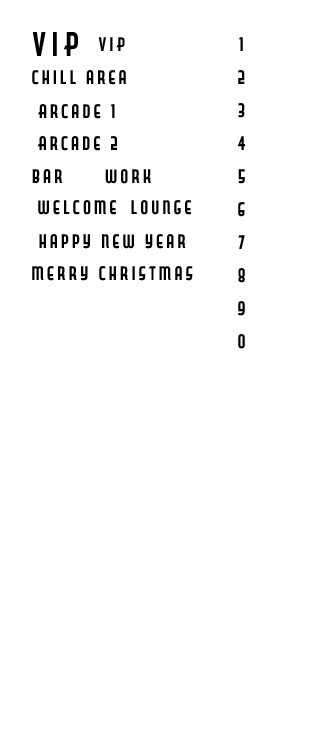 VIP VIP 1
CHILL AREA 2
ARCADE 1 3
ARCADE 2 4
BAR WORK 5
WELCOME LOUNGE 6
HAPPY NEW YEAR 7
MERRY CHRISTMAS 8
9
0